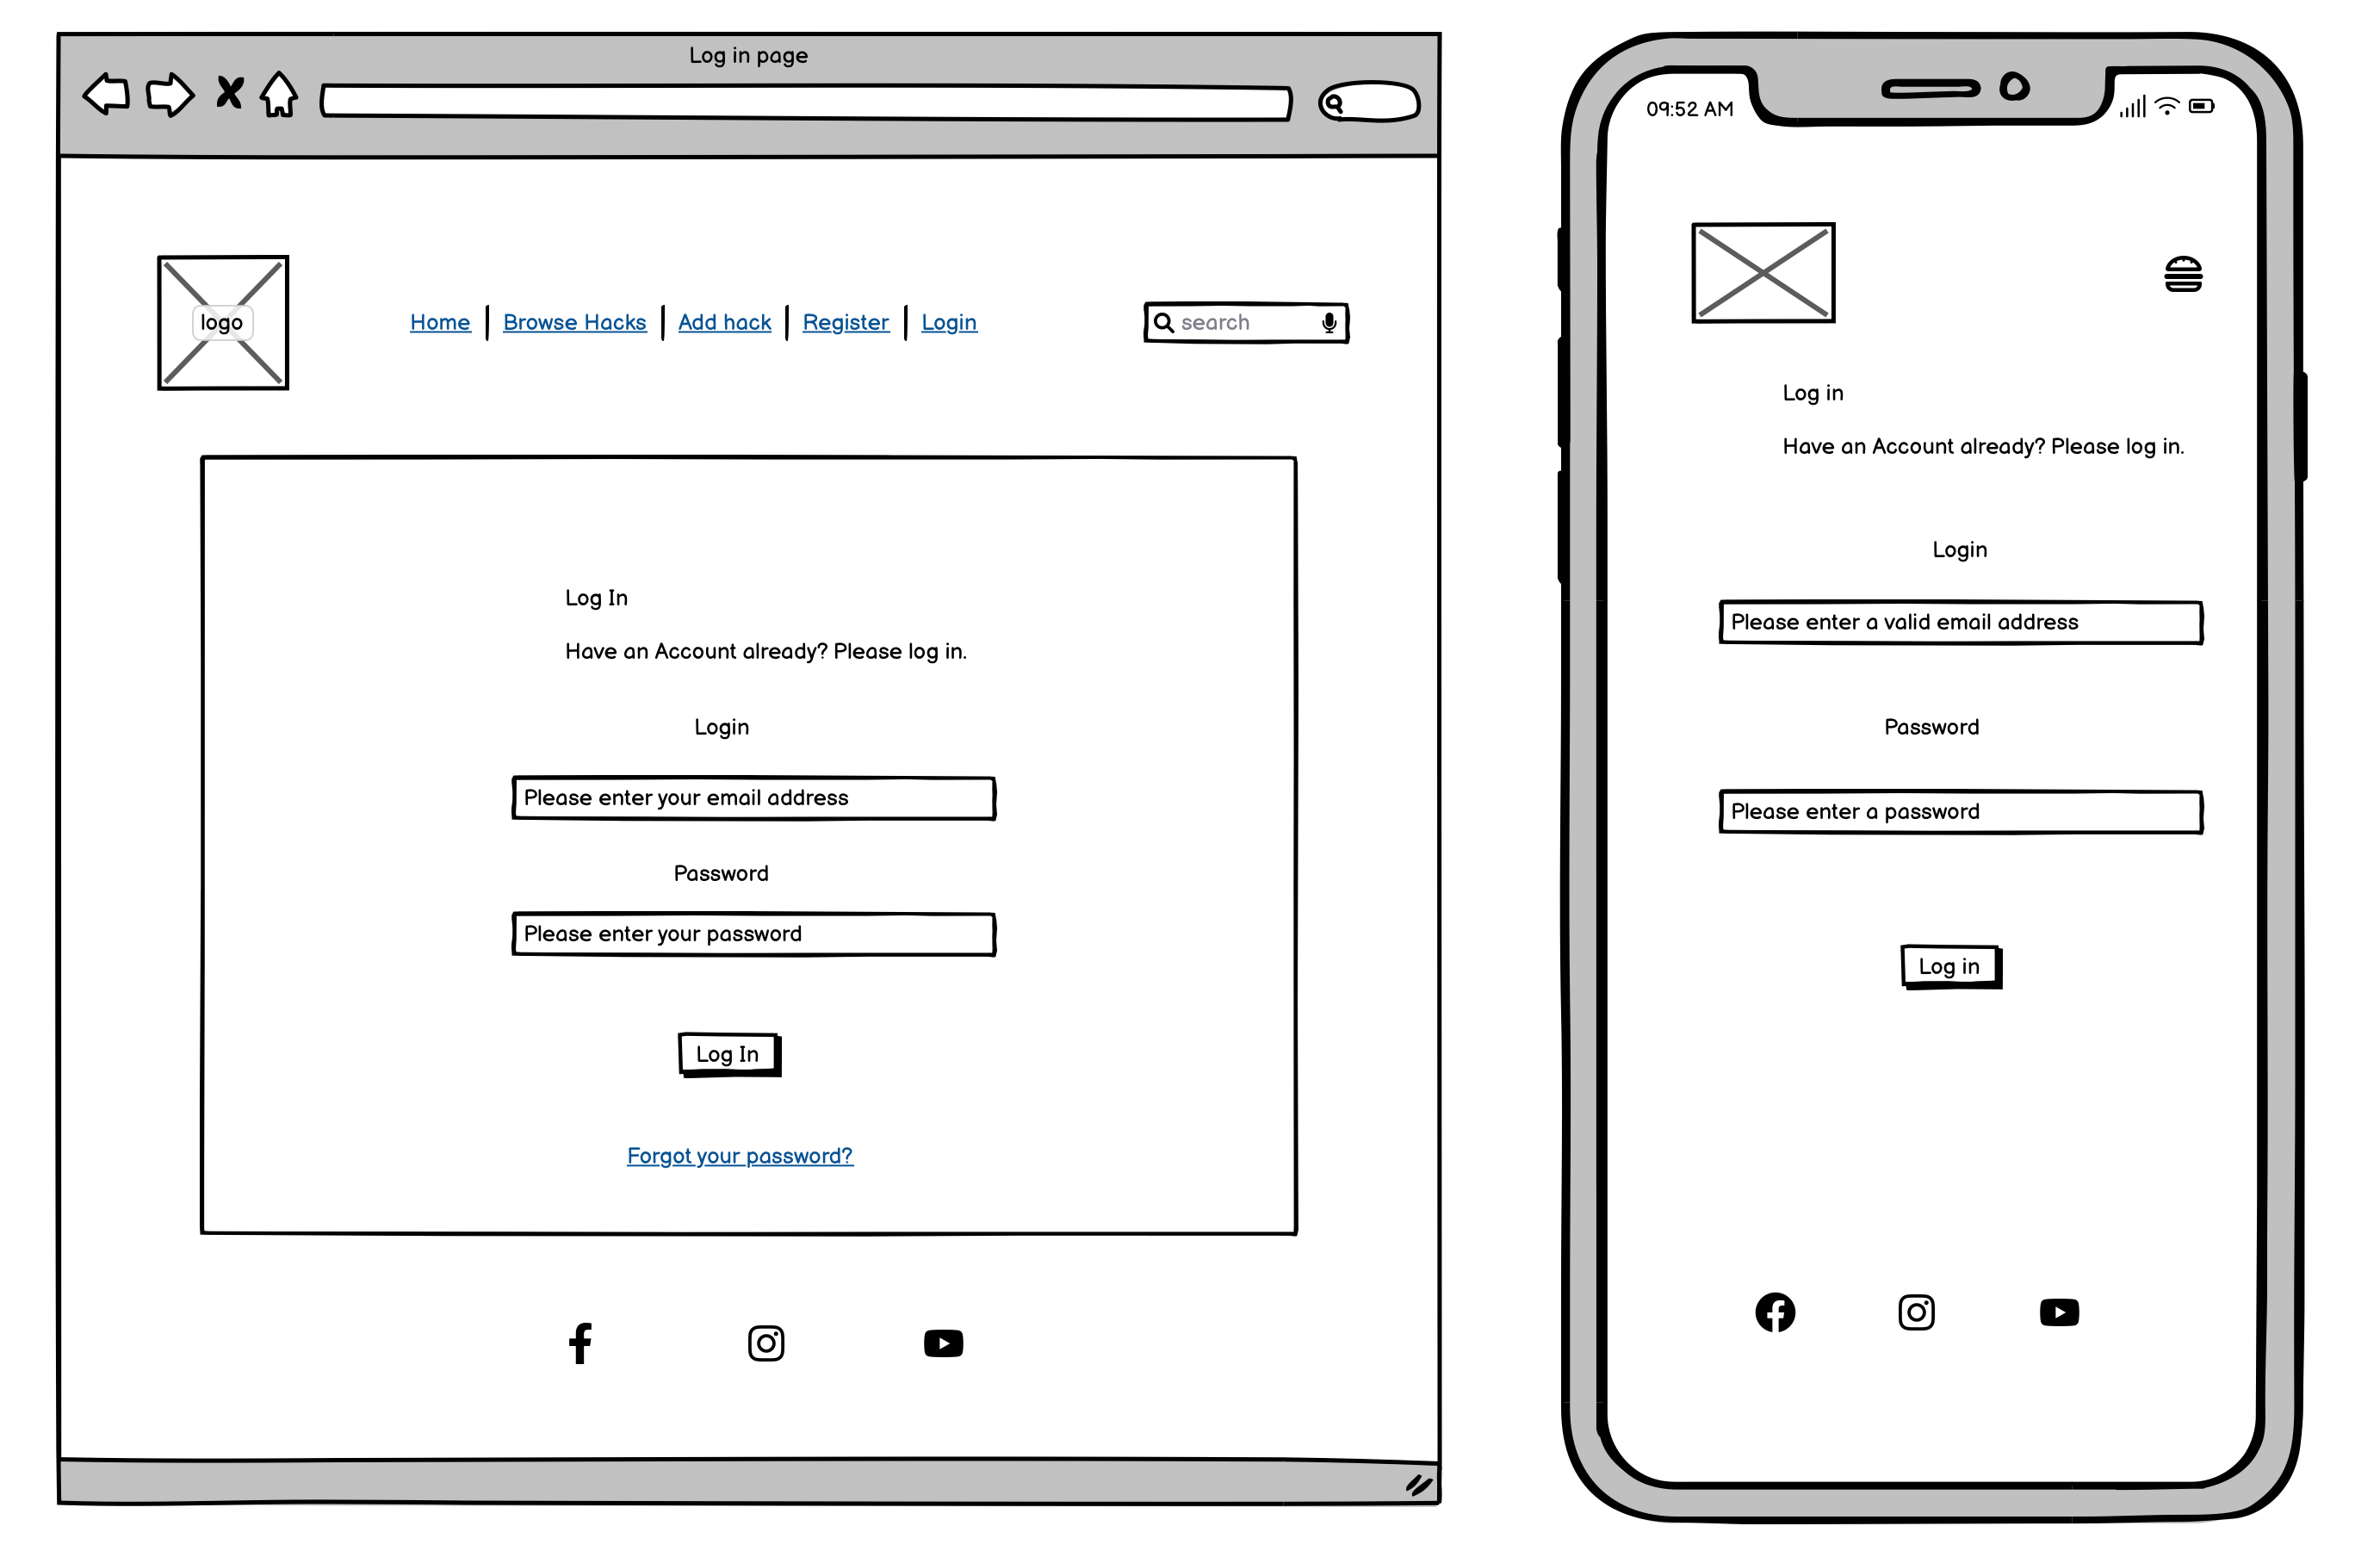 Log in page
logo
Home | Browse Hacks | Add hack | Register | Login
search
Log In
Have an Account already? Please log in.
Login
Please enter your email address
Password
Please enter your password
Log In
Forgot your password?
09:52 AM
Log in
Have an Account already? Please log in.
Login
Please enter a valid email address
Password
Please enter a password
Log in